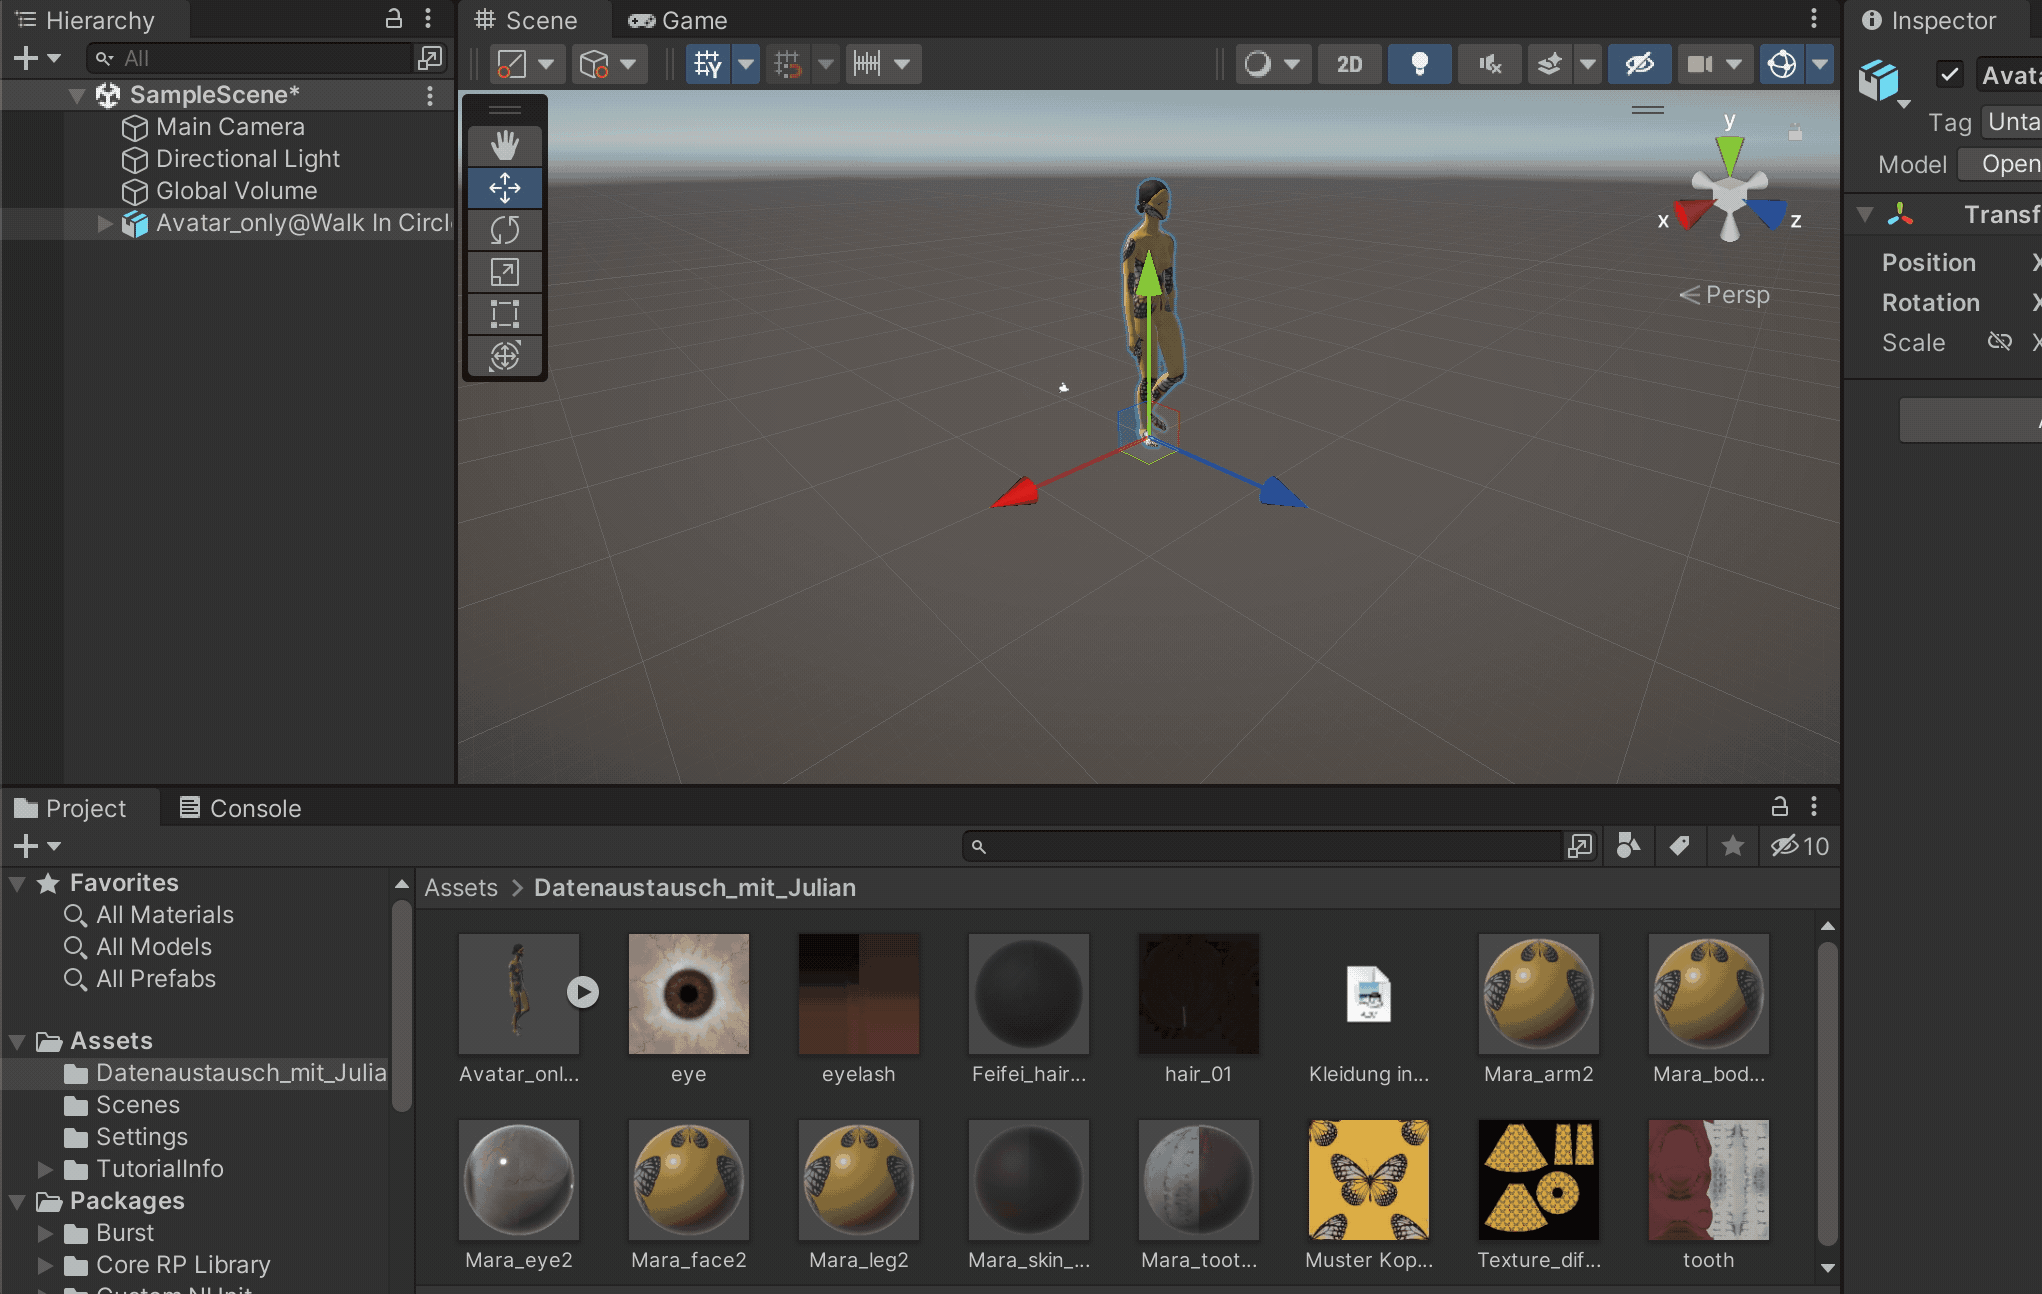 Hierarchy
All
SampleScene*
Main Camera
Directional Light
Global Volume
Avatar_only@Walk In Circl
Scene
Game
2D
y
x
z
Persp
Inspector
Avat
Tag Unta
Model Open
Transf
Position X
Rotation X
Scale X
Project
Console
10
Favorites
All Materials
All Models
All Prefabs
Assets
Datenaustausch_mit_Julia
Scenes
Settings
TutorialInfo
Packages
Burst
Core RP Library
Custom NUnit
Assets > Datenaustausch_mit_Julian
Avatar_onl...
eye
eyelash
Feifei_hair...
hair_01
Kleidung in...
Mara_arm2
Mara_bod...
Mara_eye2
Mara_face2
Mara_leg2
Mara_skin_...
Mara_toot...
Muster Kop...
Texture_dif...
tooth